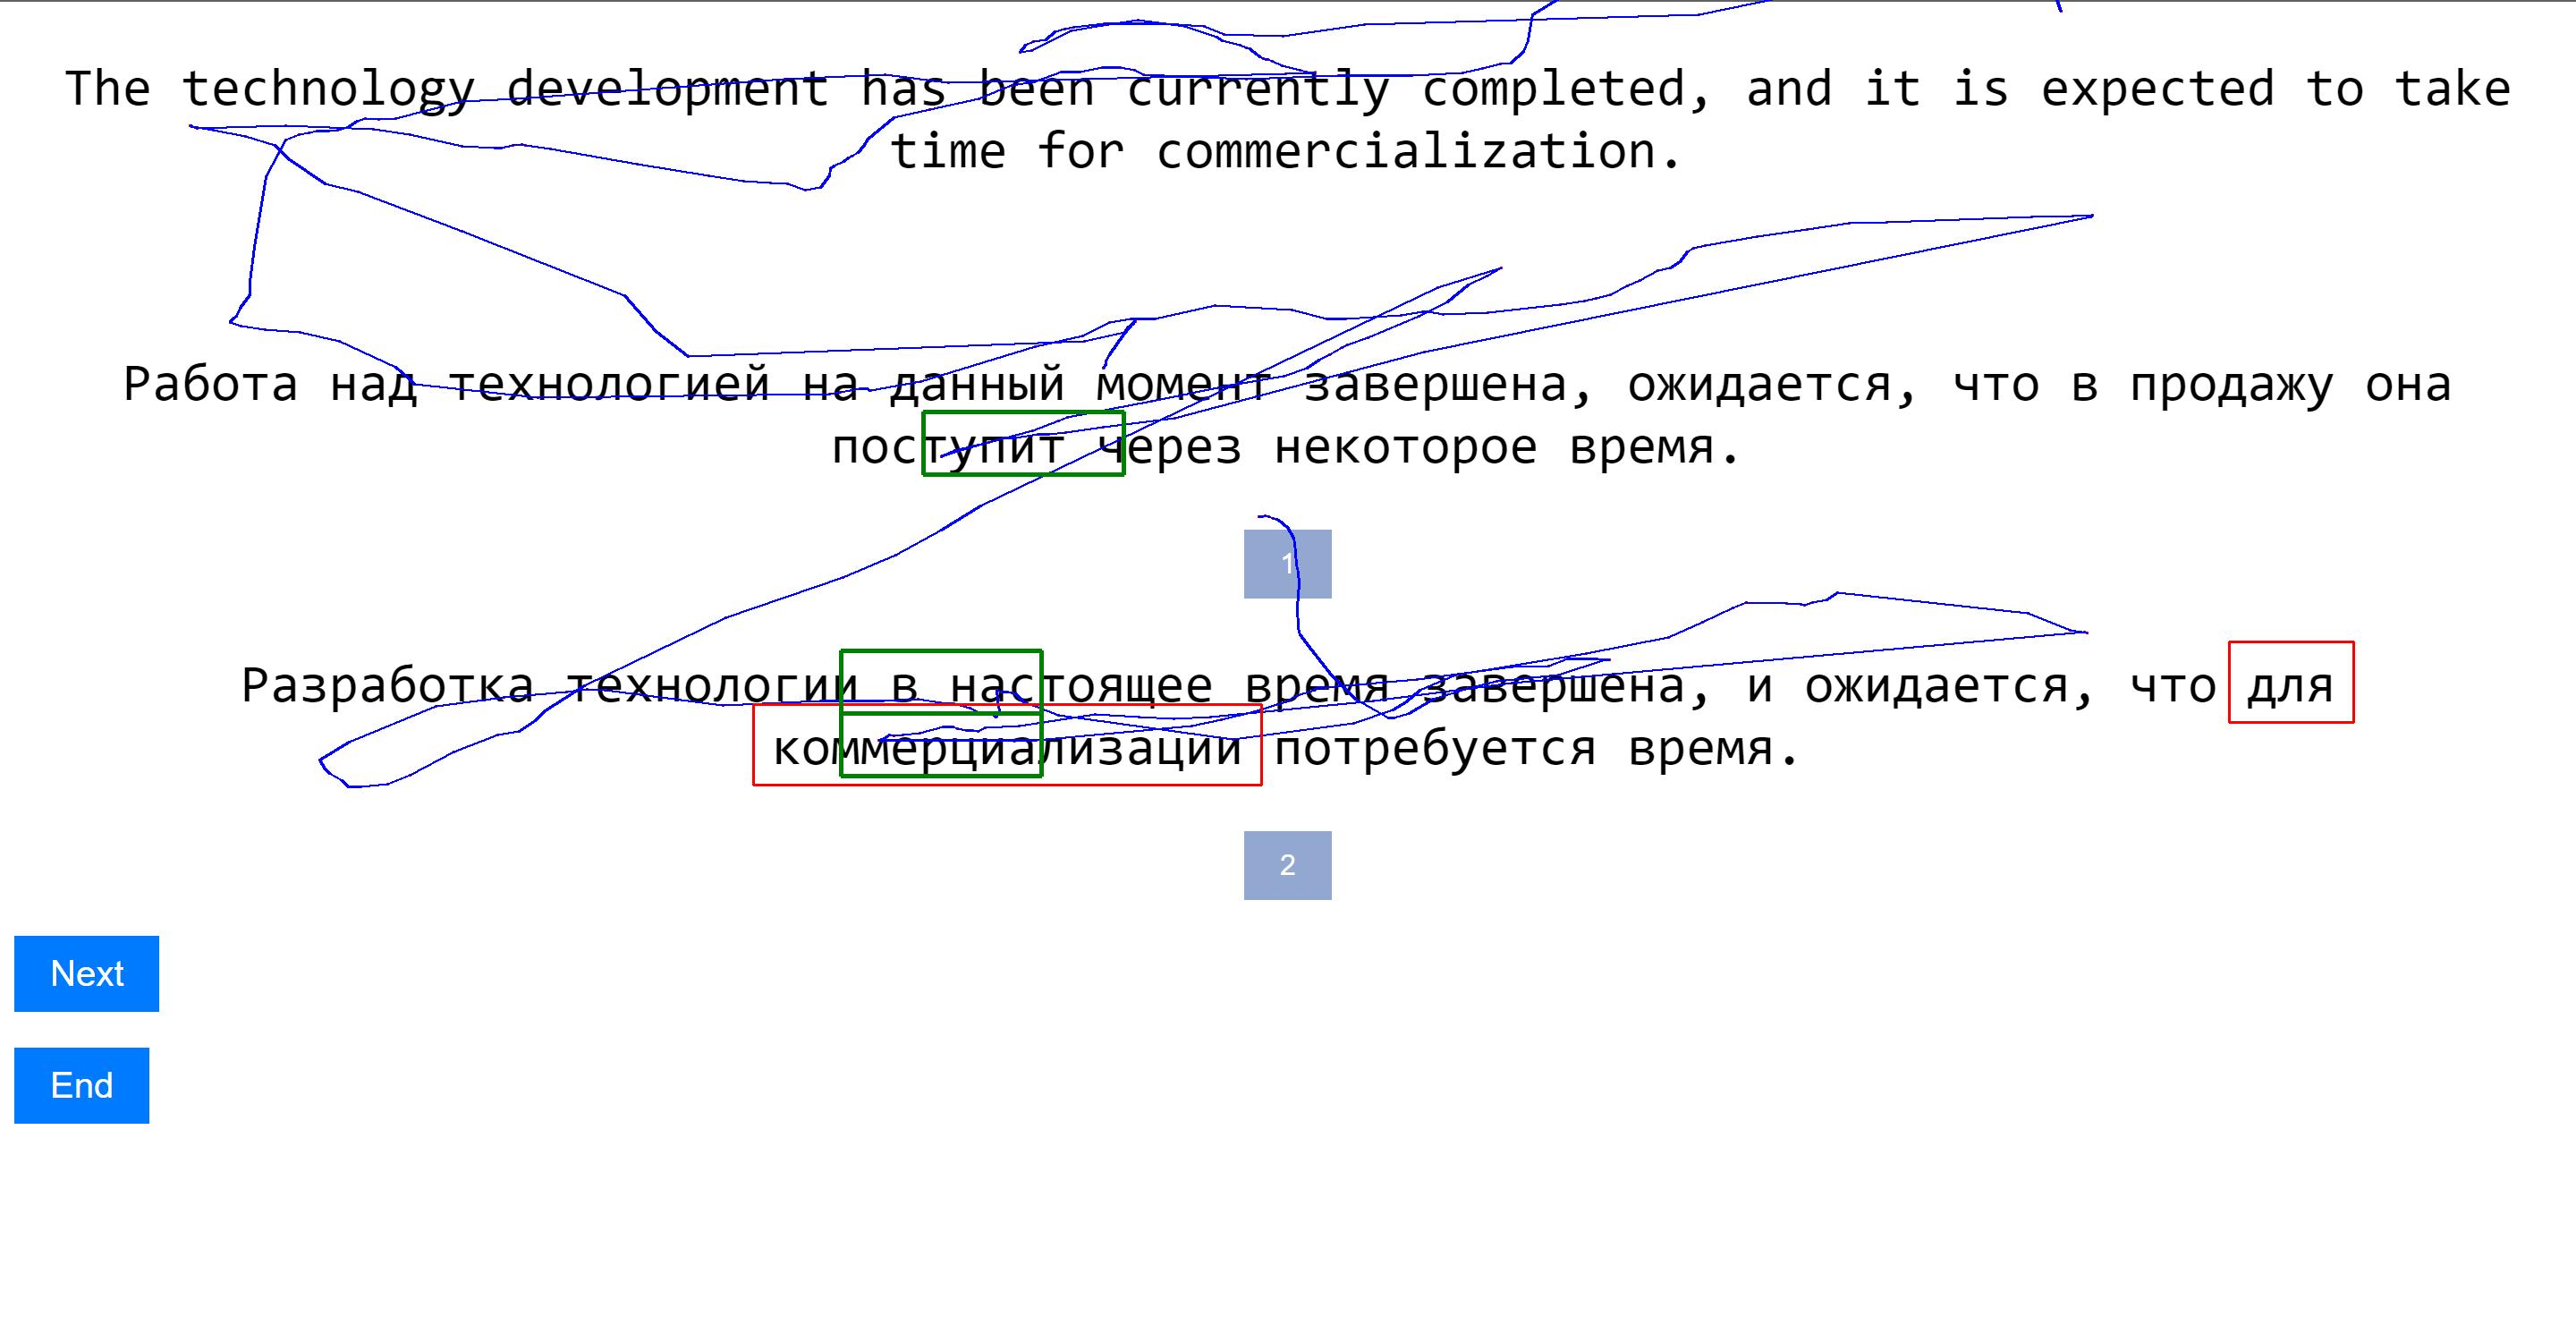 The technology development has been currently completed, and it is expected to take
time for commercialization.
Работа над технологией на данный момент завершена, ожидается, что в продажу она
поступит через некоторое время.
1
Разработка технологии в настоящее время завершена, и ожидается, что для
коммерциализации потребуется время.
2
Next
End